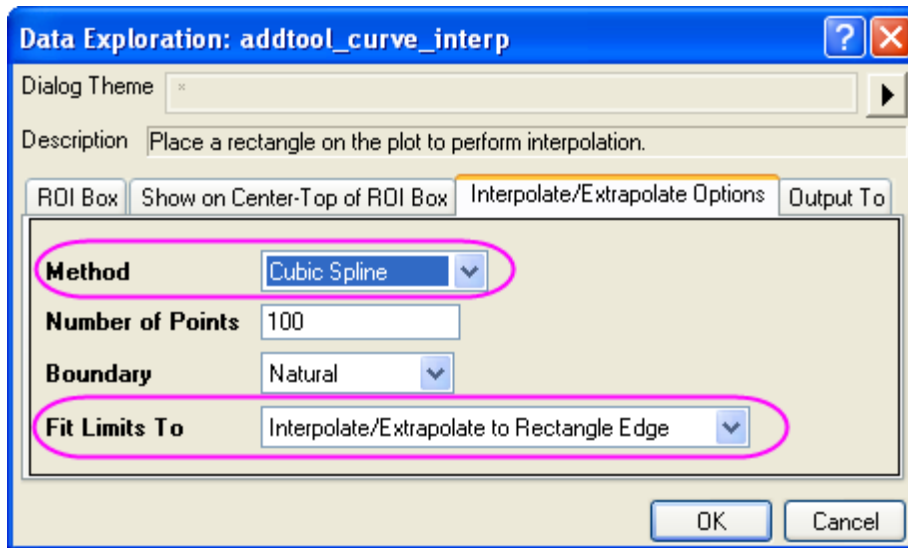 Data Exploration: addtool_curve_interp
Dialog Theme *
Description Place a rectangle on the plot to perform interpolation.
ROI Box Show on Center-Top of ROI Box Interpolate/Extrapolate Options Output To
Method Cubic Spline
Number of Points 100
Boundary Natural
Fit Limits To Interpolate/Extrapolate to Rectangle Edge
OK Cancel